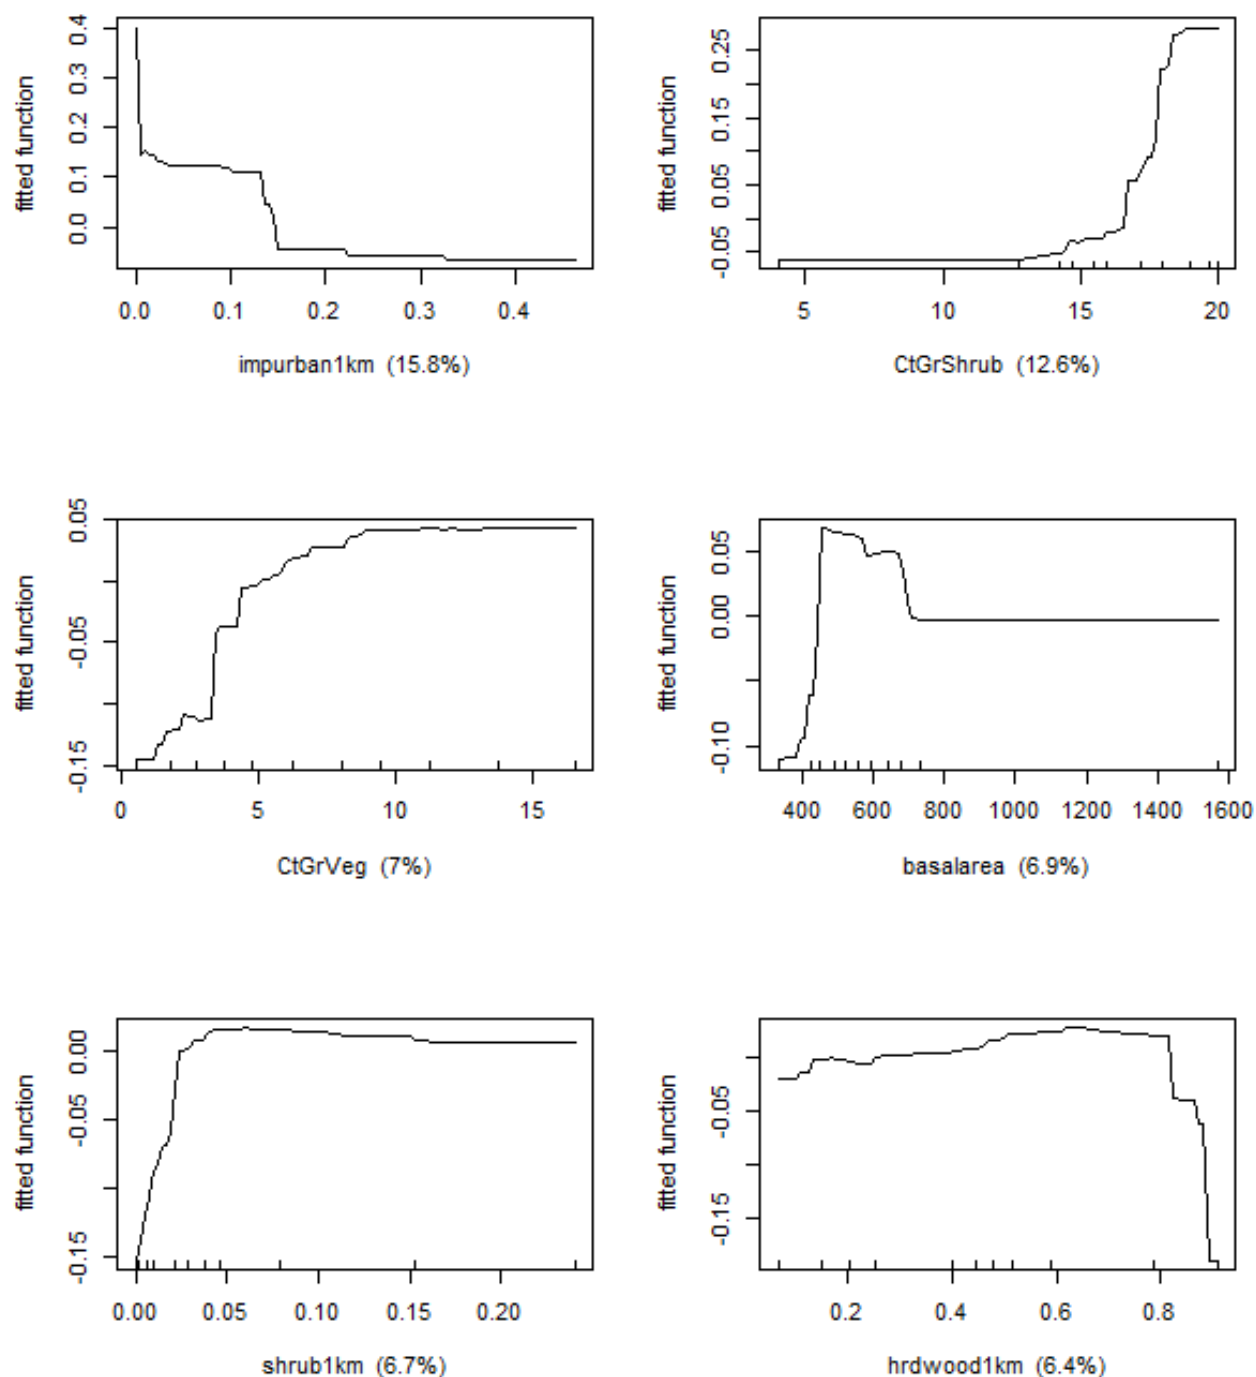 fitted function
0.0 0.1 0.2 0.3 0.4
0.0 0.1 0.2 0.3 0.4
impurban1km (15.8%)
fitted function
-0.05 0.05 0.15 0.25
5 10 15 20
CtGrShrub (12.6%)
fitted function
-0.15 -0.05 0.05
0 5 10 15
CtGrVeg (7%)
fitted function
-0.10 0.00 0.05
400 600 800 1000 1200 1400 1600
basalarea (6.9%)
fitted function
-0.15 -0.05 0.00
0.00 0.05 0.10 0.15 0.20
shrub1km (6.7%)
fitted function
-0.15 -0.05
0.2 0.4 0.6 0.8
hrdwood1km (6.4%)